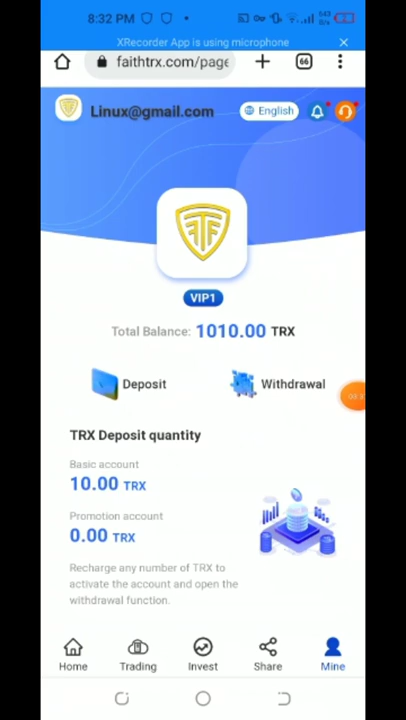 8:32 PM
XRecorder App is using microphone
faithtrx.com/page
66
Linux@gmail.com
English
VIP1
Total Balance: 1010.00 TRX
Deposit
Withdrawal
TRX Deposit quantity
Basic account
10.00 TRX
Promotion account
0.00 TRX
Recharge any number of TRX to
activate the account and open the
withdrawal function.
Home
Trading
Invest
Share
Mine